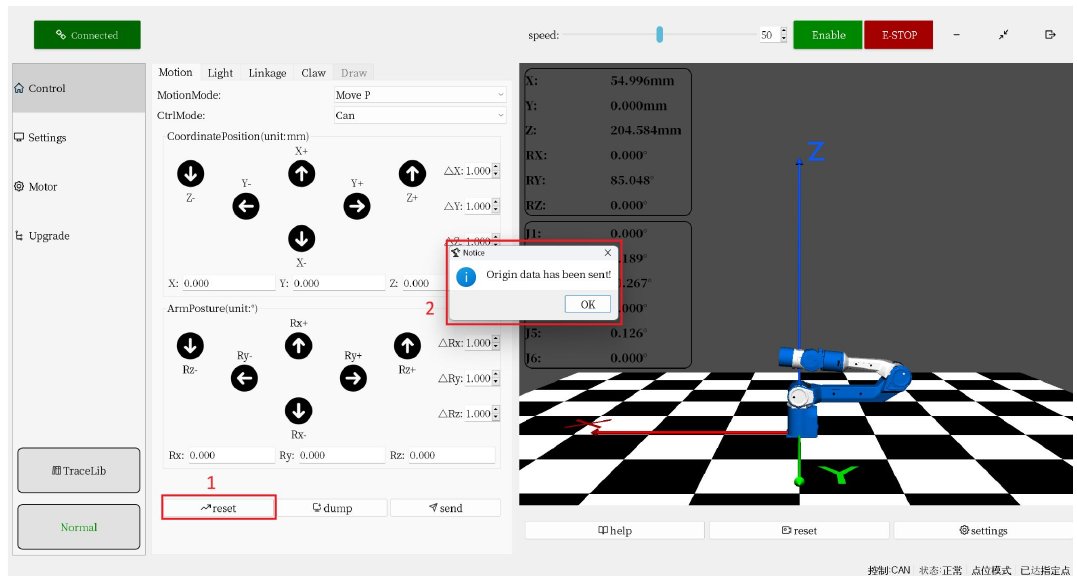 Connected
speed:
50
Enable
E-STOP
Control
Settings
Motor
Upgrade
TraceLib
Normal
Motion Light Linkage Claw Draw
MotionMode: Move P
CtrlMode: Can
CoordinatePosition(unit:mm)
X+
Y- Y+
Z- Z+
X-
△X: 1.000
△Y: 1.000
△Z: 1.000
X: 0.000 Y: 0.000 Z: 0.000
ArmPosture(unit:°)
Rx+
Ry- Ry+
Rz- Rz+
Rx-
△Rx: 1.000
△Ry: 1.000
△Rz: 1.000
Rx: 0.000 Ry: 0.000 Rz: 0.000
1
reset dump send
2
Notice
Origin data has been sent!
OK
X: 54.996mm
Y: 0.000mm
Z: 204.584mm
RX: 0.000°
RY: 85.048°
RZ: 0.000°
J1: 0.000°
.189°
.267°
.000°
J5: 0.126°
J6: 0.000°
Z
X
Y
help reset settings
控制:CAN 状态:正常 点位模式 已达指定点